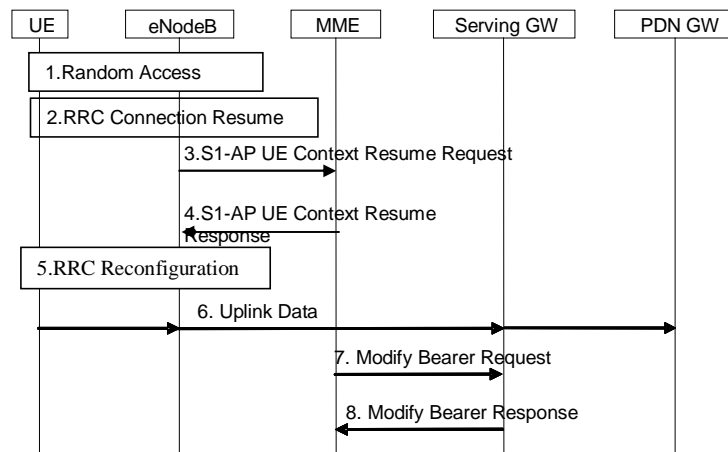 UE eNodeB MME Serving GW PDN GW
1.Random Access
2.RRC Connection Resume
3.S1-AP UE Context Resume Request
4.S1-AP UE Context Resume
Response
5.RRC Reconfiguration
6. Uplink Data
7. Modify Bearer Request
8. Modify Bearer Response